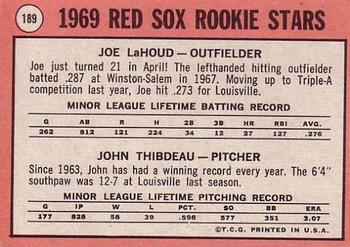 189
1969 RED SOX ROOKIE STARS
JOE LaHOUD—OUTFIELDER
Joe just turned 21 in April! The lefthanded hitting outfielder
batted .287 at Winston-Salem in 1967. Moving up to Triple-A
competition last year, Joe hit .273 for Louisville.
MINOR LEAGUE LIFETIME BATTING RECORD
G AB R H 2B 3B HR RBI AVG
262 812 121 224 34 12 27 127 .276
JOHN THIBDEAU—PITCHER
Since 1963, John has had a winning record every year. The 6'4"
southpaw was 12-7 at Louisville last season.
MINOR LEAGUE LIFETIME PITCHING RECORD
G IP W L PCT. SO BB ERA
177 828 58 39 .598 577 351 3.07
©T.C.G. PRINTED IN U.S.A.